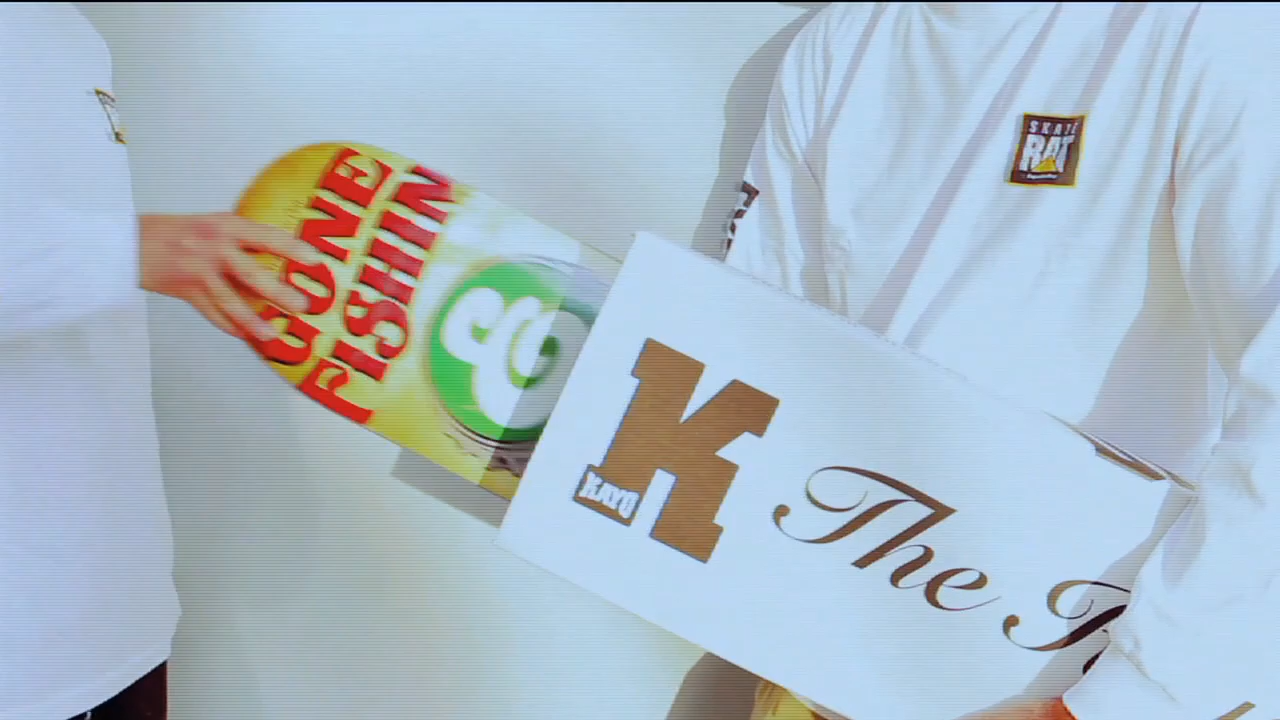 GONE
FISHIN
SKATE
RAT
K
KAYO
The